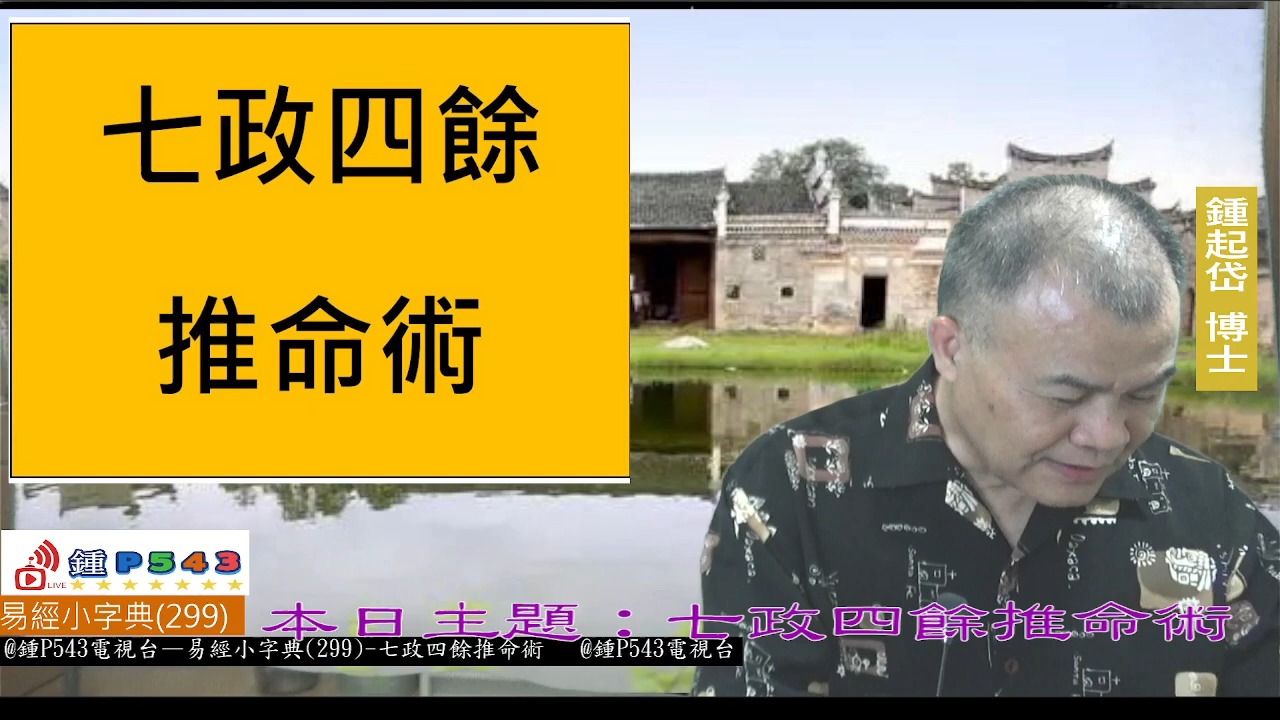 七政四餘
推命術
鍾起岱 博士
LIVE
鍾P543
易經小字典(299)
本日主題：七政四餘推命術
@鍾P543電視台—易經小字典(299)-七政四餘推命術 @鍾P543電視台
Oaxaca